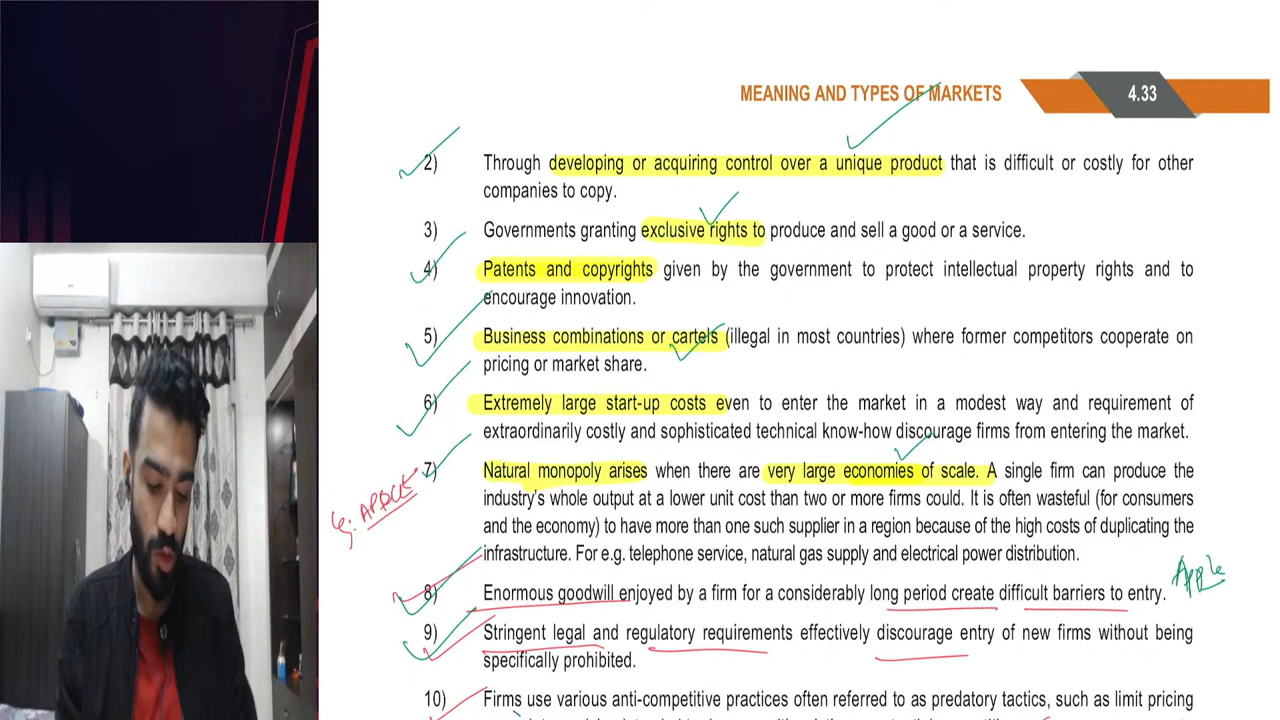 MEANING AND TYPES OF MARKETS 4.33
2) Through developing or acquiring control over a unique product that is difficult or costly for other
companies to copy.
3) Governments granting exclusive rights to produce and sell a good or a service.
4) Patents and copyrights given by the government to protect intellectual property rights and to
encourage innovation.
5) Business combinations or cartels (illegal in most countries) where former competitors cooperate on
pricing or market share.
6) Extremely large start-up costs even to enter the market in a modest way and requirement of
extraordinarily costly and sophisticated technical know-how discourage firms from entering the market.
7) Natural monopoly arises when there are very large economies of scale. A single firm can produce the
industry's whole output at a lower unit cost than two or more firms could. It is often wasteful (for consumers
and the economy) to have more than one such supplier in a region because of the high costs of duplicating the
infrastructure. For e.g. telephone service, natural gas supply and electrical power distribution.
8) Enormous goodwill enjoyed by a firm for a considerably long period create difficult barriers to entry.
Apple
9) Stringent legal and regulatory requirements effectively discourage entry of new firms without being
specifically prohibited.
10) Firms use various anti-competitive practices often referred to as predatory tactics, such as limit pricing